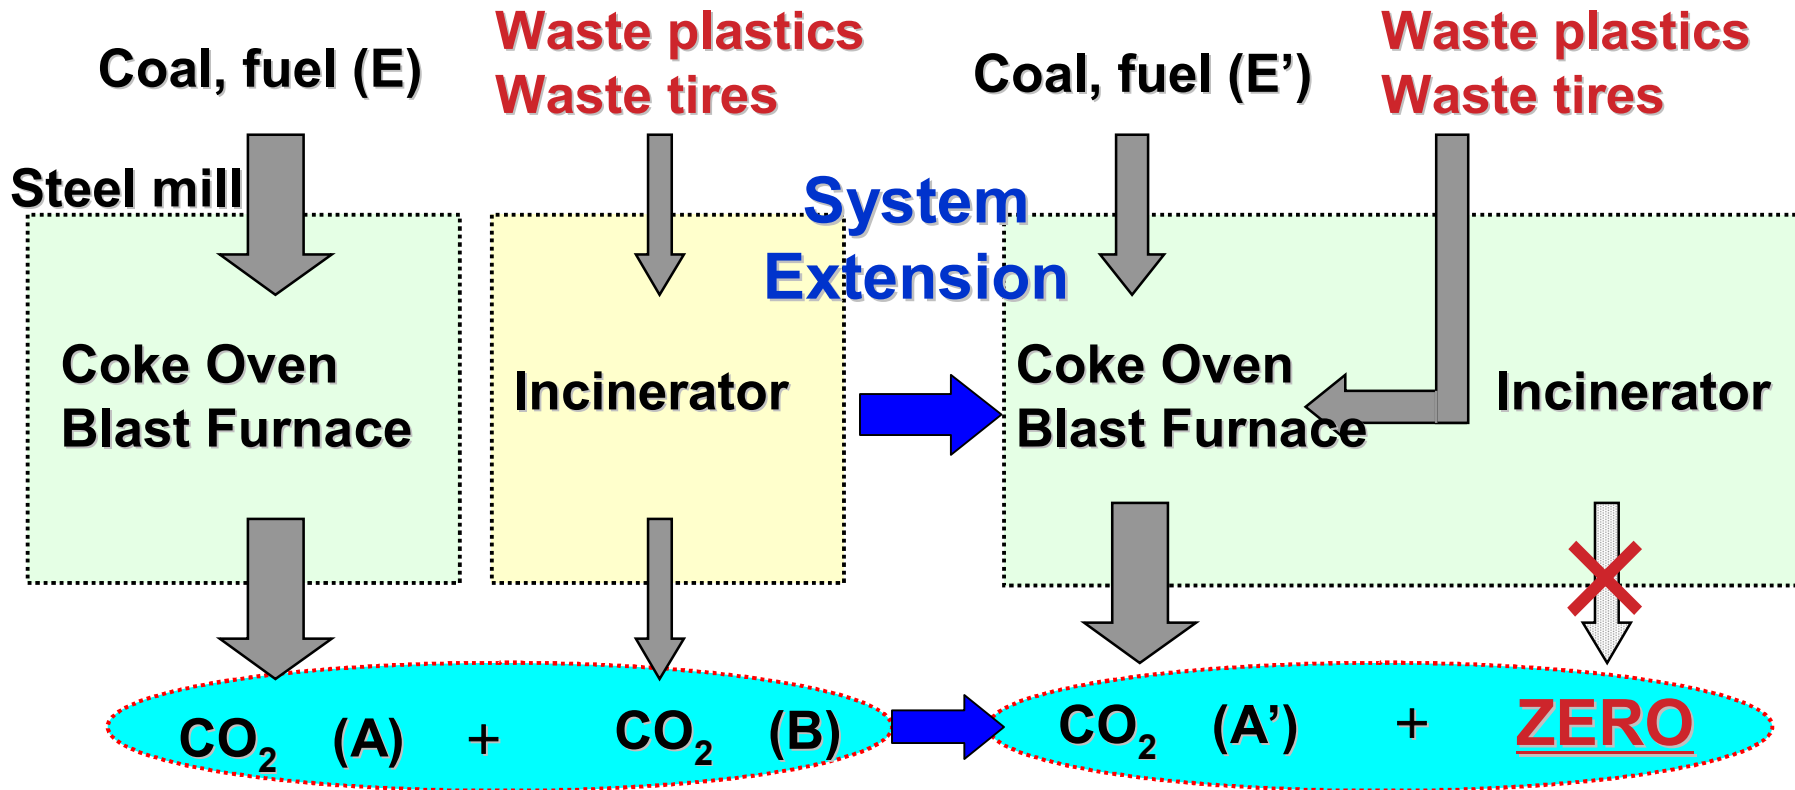 Coal, fuel (E)
Waste plastics
Waste tires
Coal, fuel (E’)
Waste plastics
Waste tires
Steel mill
System
Extension
Coke Oven
Blast Furnace
Incinerator
Coke Oven
Blast Furnace
Incinerator
CO₂ (A) + CO₂ (B)
CO₂ (A’) + ZERO